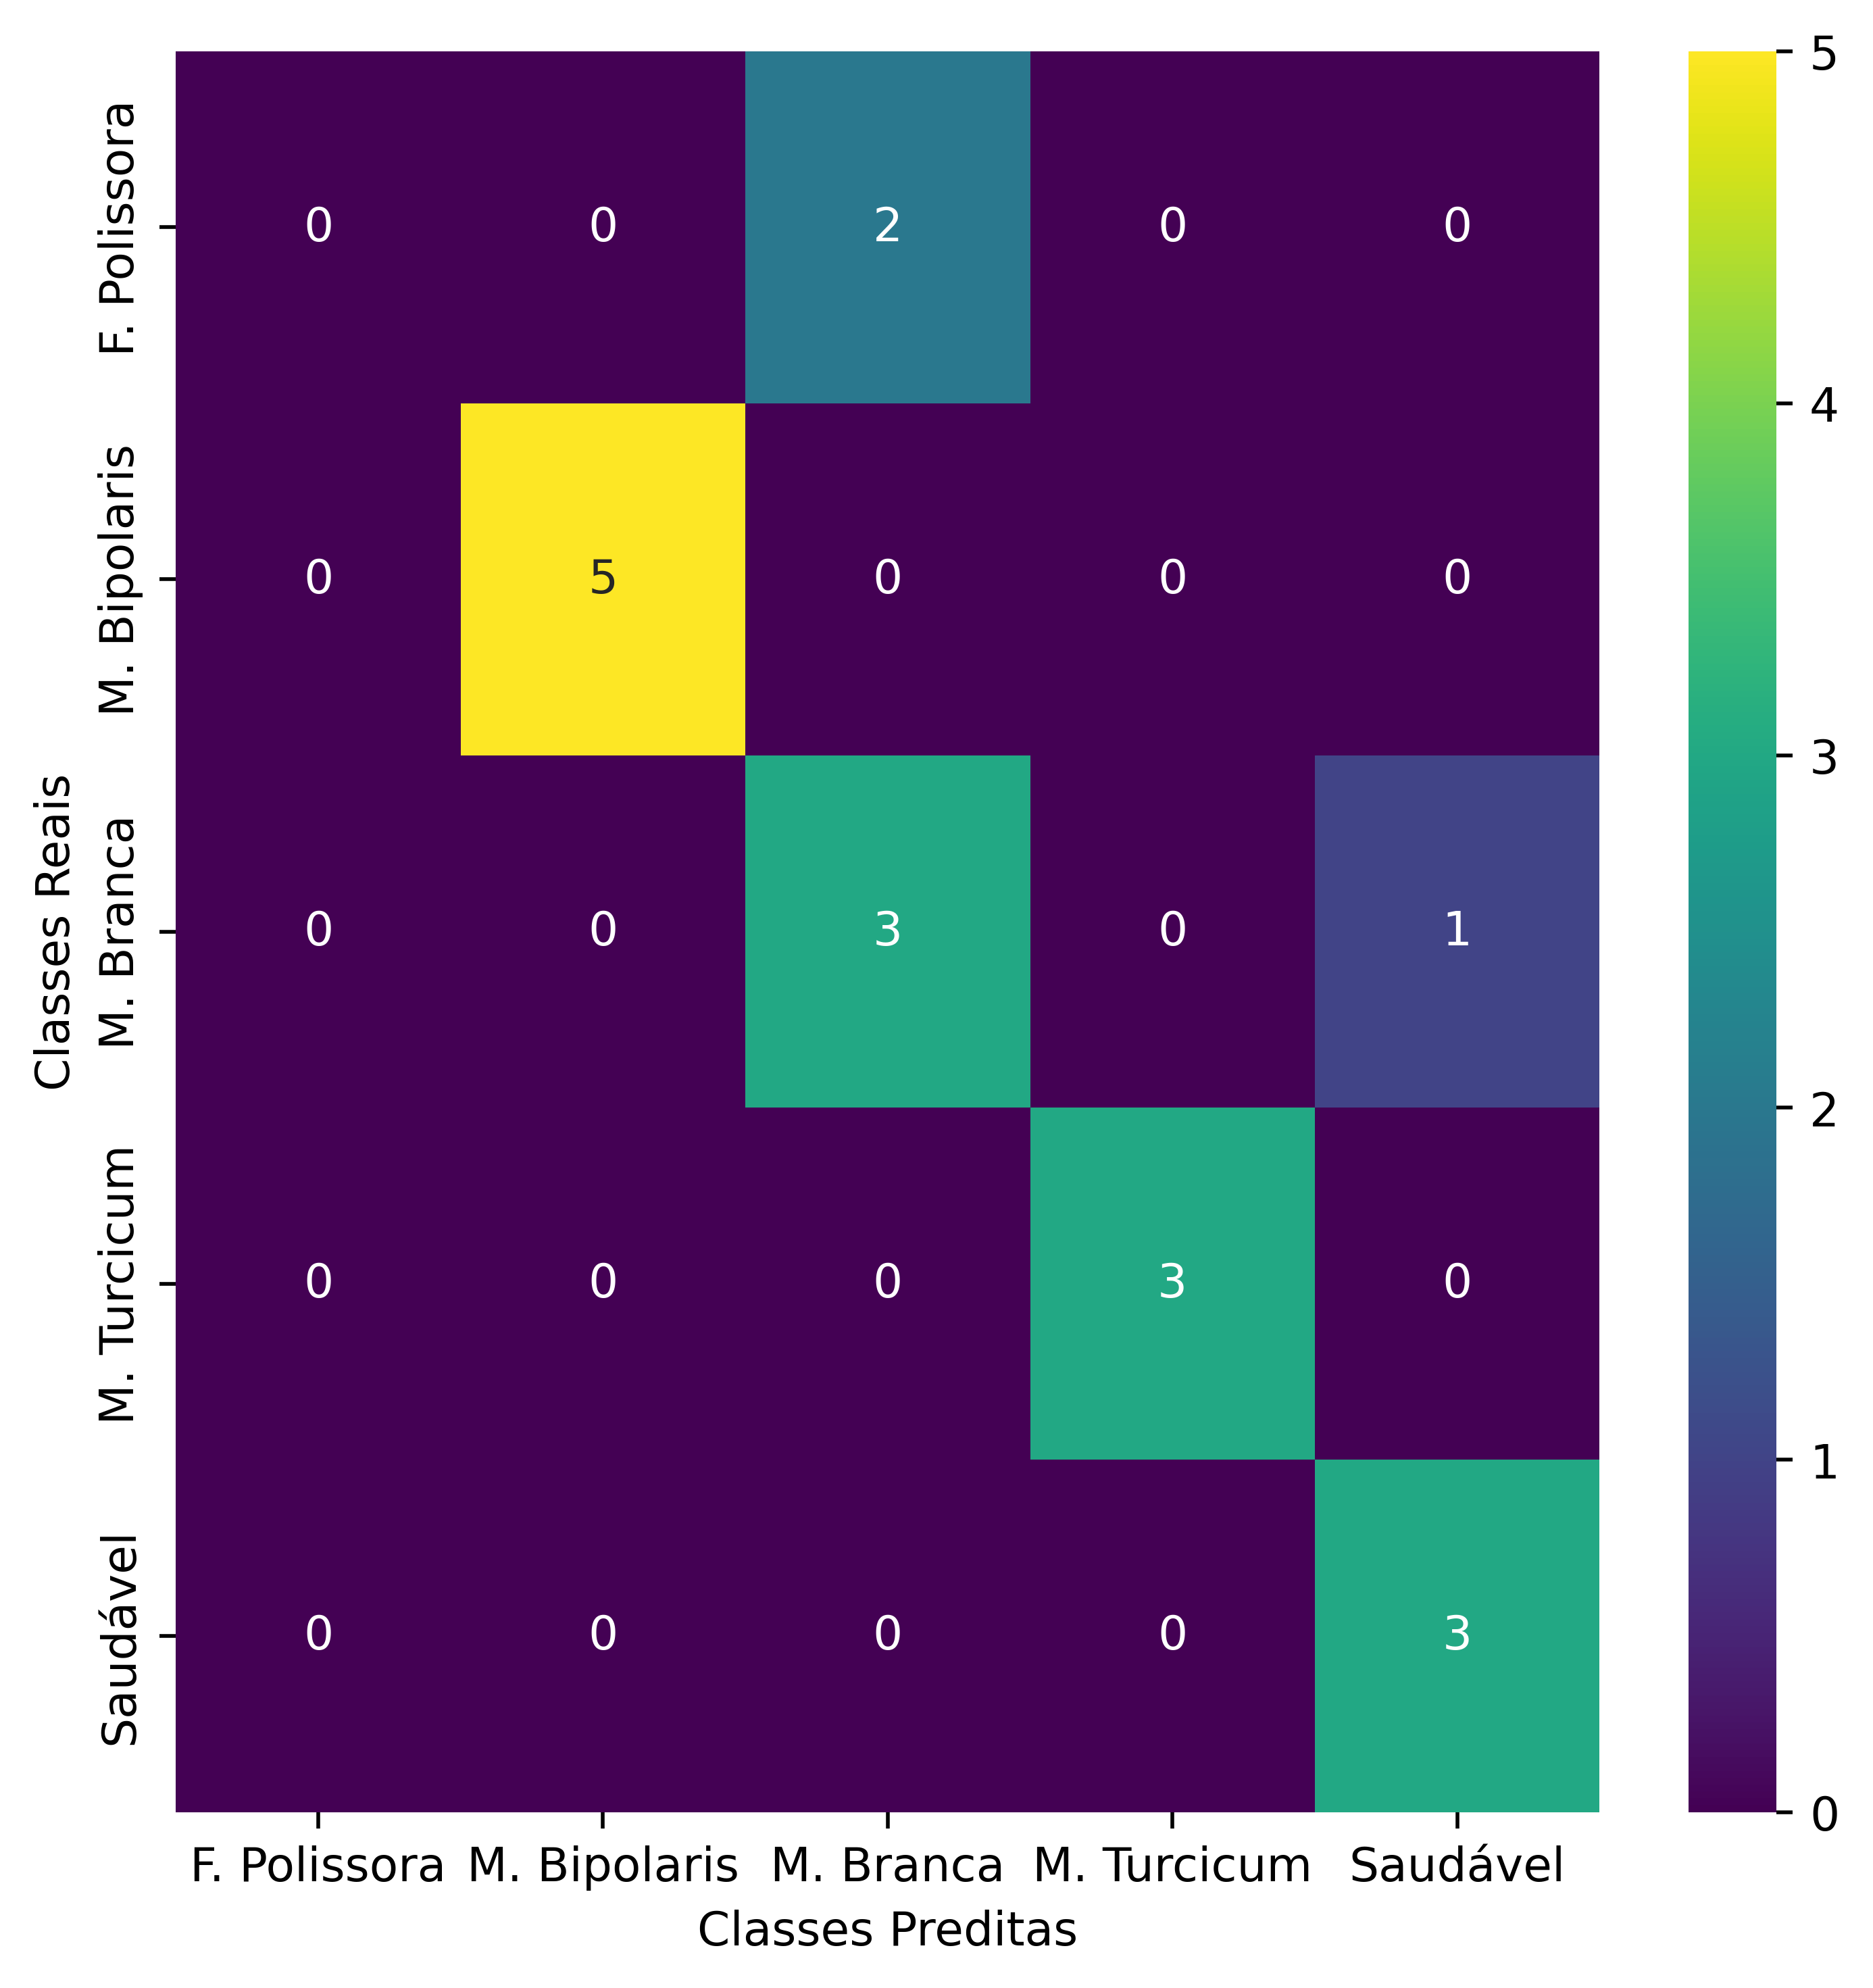 Classes Reais
F. Polissora 0 0 2 0 0
M. Bipolaris 0 5 0 0 0
M. Branca 0 0 3 0 1
M. Turcicum 0 0 0 3 0
Saudável 0 0 0 0 3
F. Polissora M. Bipolaris M. Branca M. Turcicum Saudável
Classes Preditas
5
4
3
2
1
0